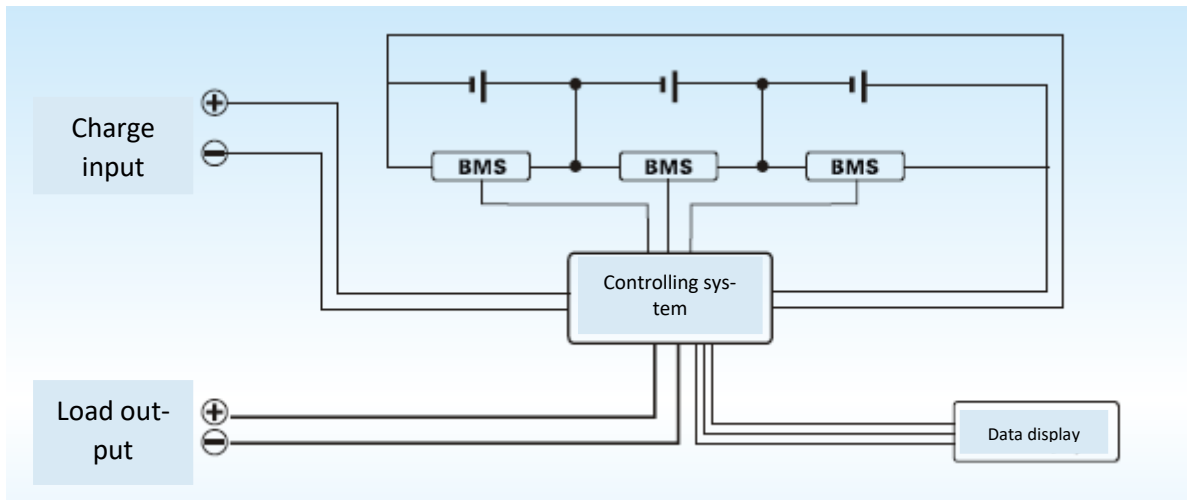 Charge
input
BMS
BMS
BMS
Controlling sys-
tem
Load out-
put
Data display